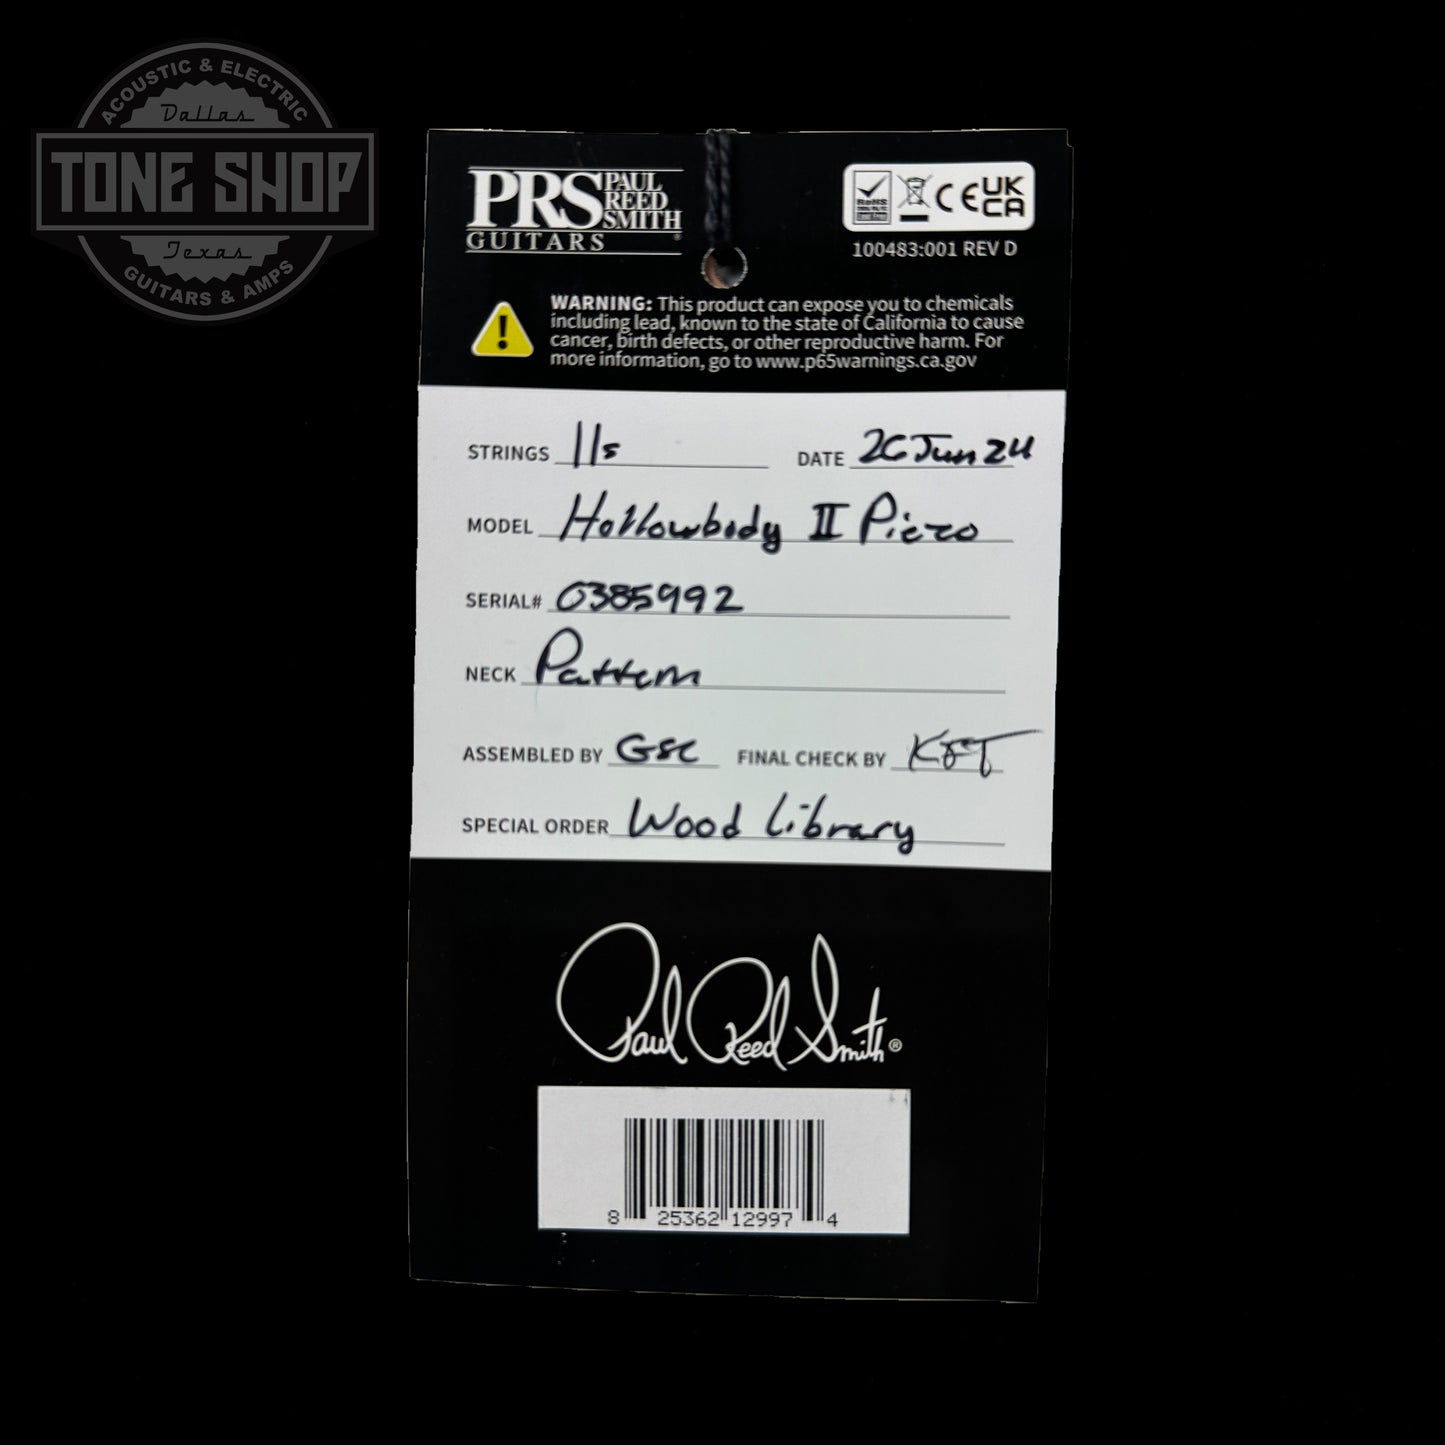 ACOUSTIC & ELECTRIC
Dallas
TONE SHOP
Texas
GUITARS & AMPS
PRS PAUL REED SMITH
GUITARS
RoHS
CE UK CA
100483:001 REV D
WARNING: This product can expose you to chemicals
including lead, known to the state of California to cause
cancer, birth defects, or other reproductive harm. For
more information, go to www.p65warnings.ca.gov
STRINGS 11s DATE 26 Jun 24
MODEL Hollowbody II Piezo
SERIAL# 0385992
NECK Pattern
ASSEMBLED BY GSC FINAL CHECK BY
SPECIAL ORDER Wood Library
Paul Reed Smith®
8 25362 12997 4